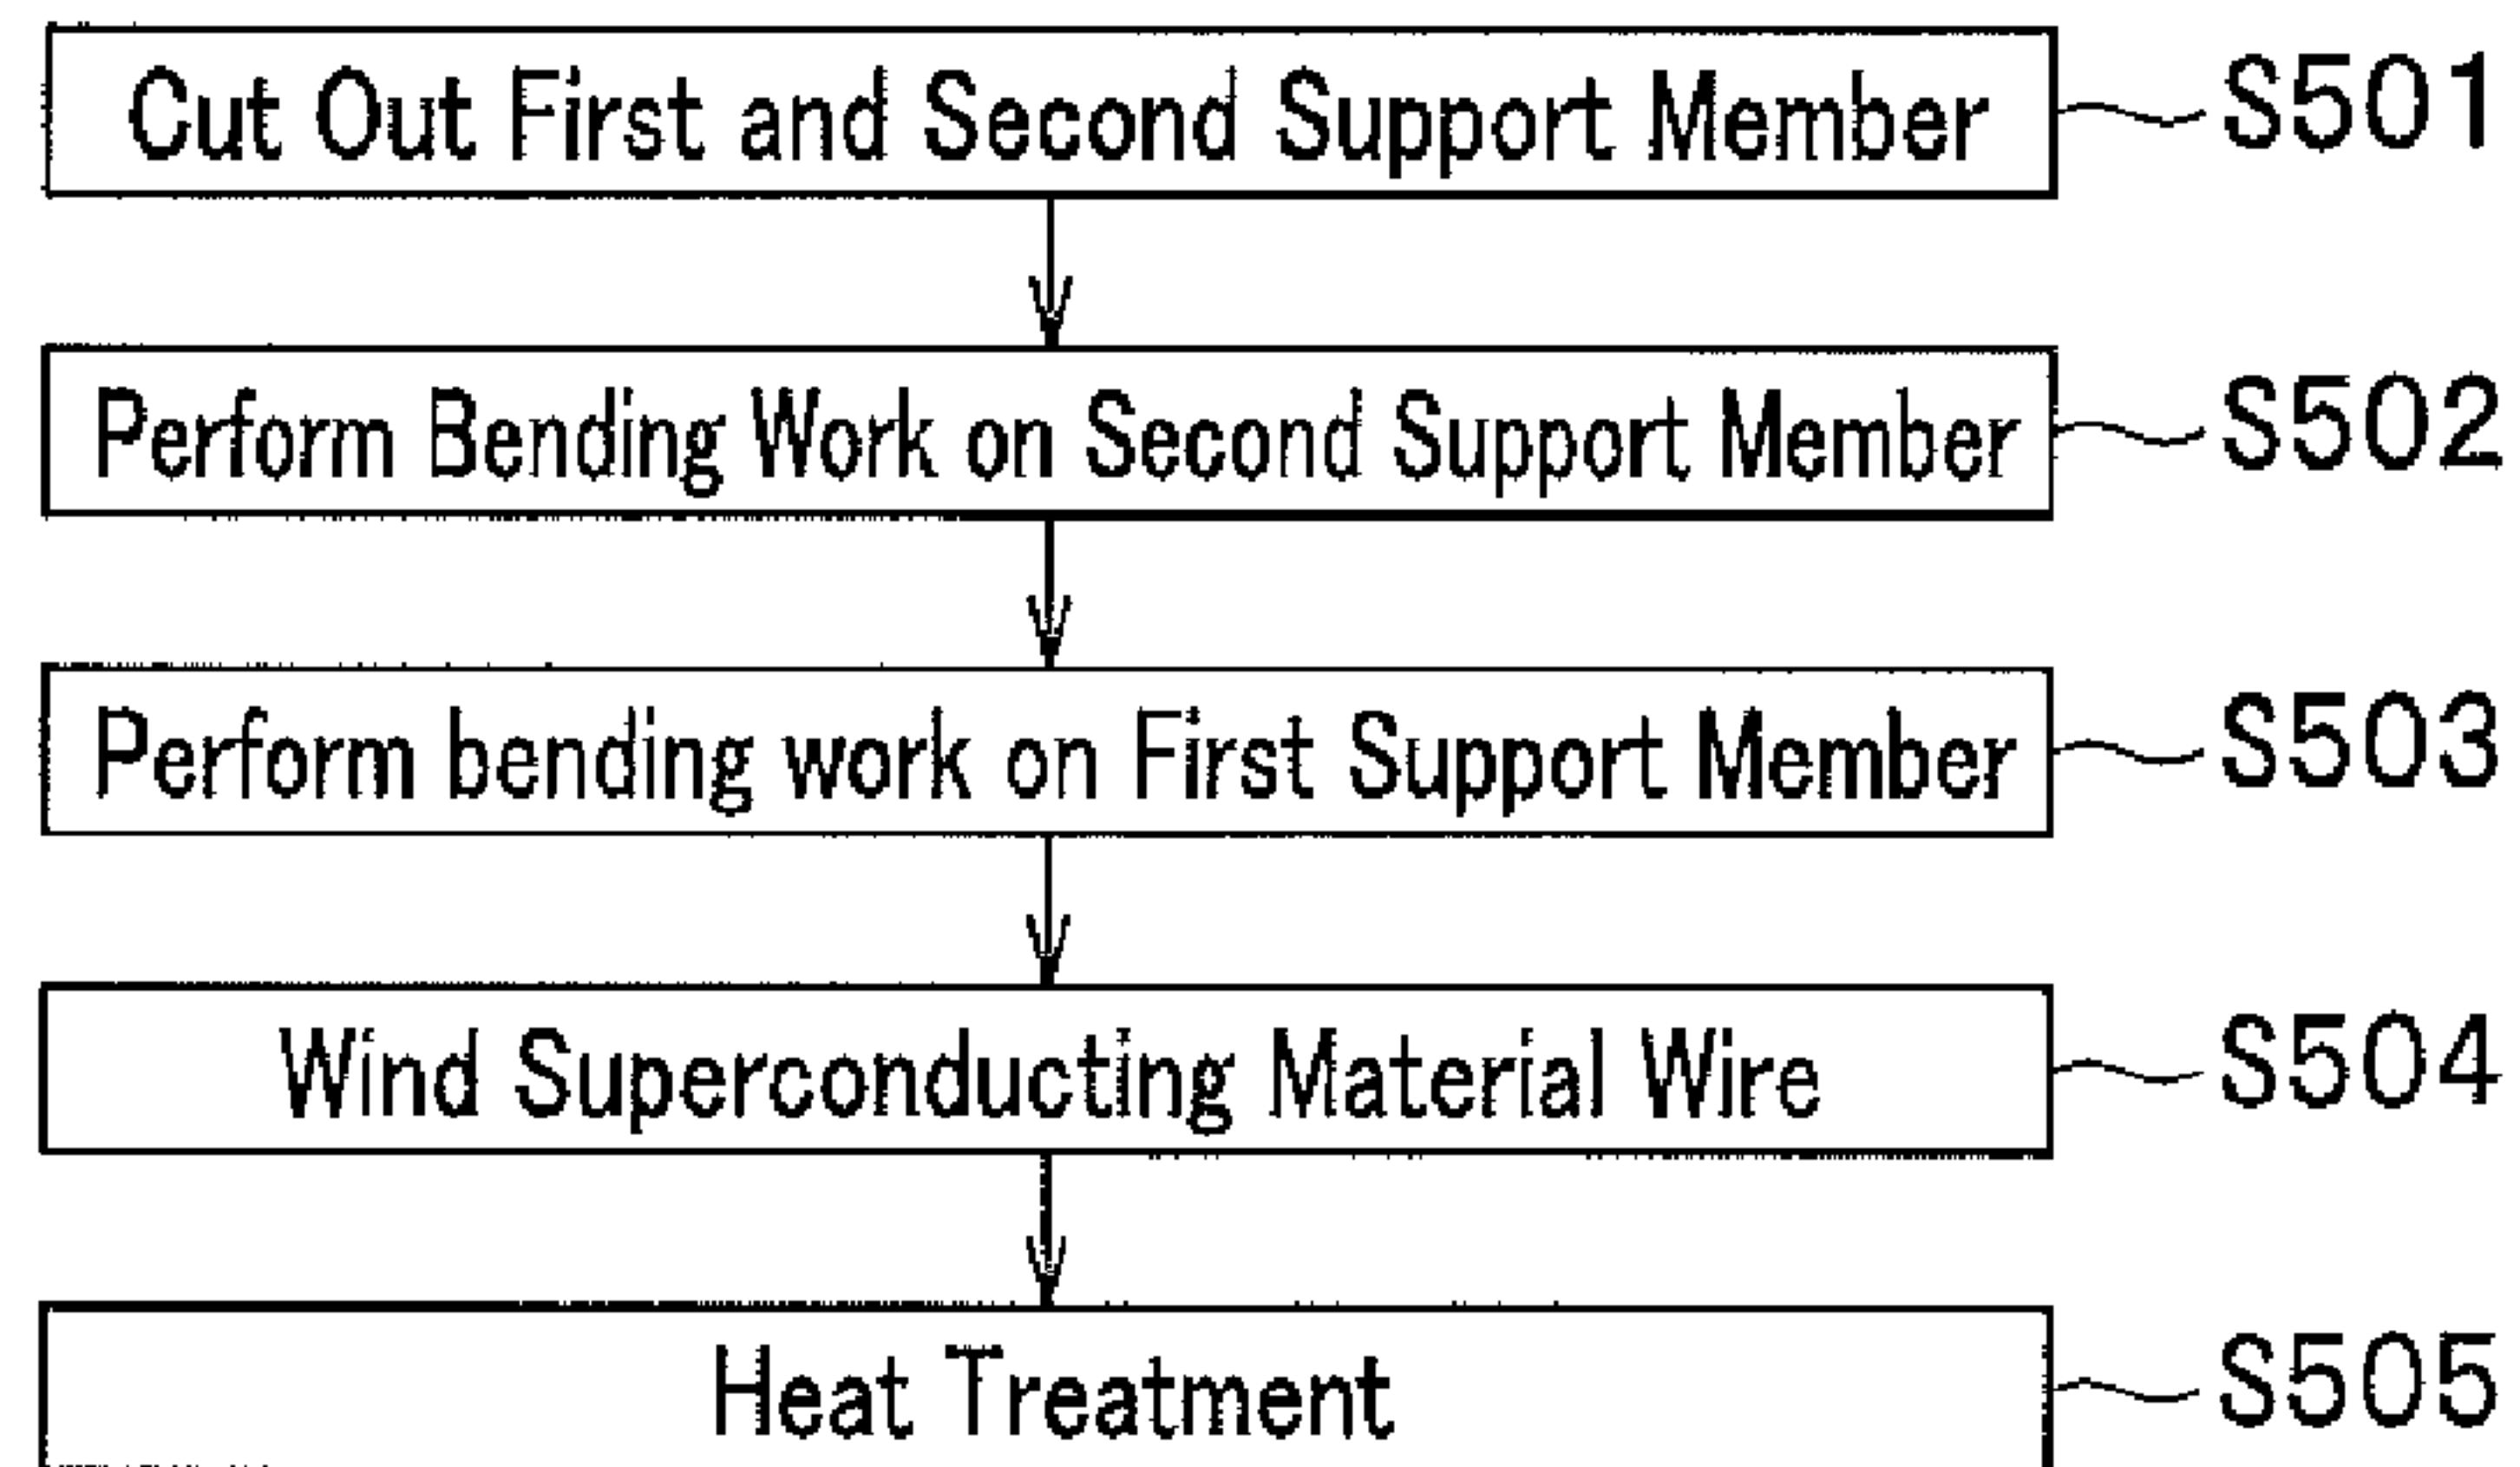 Cut Out First and Second Support Member S501
Perform Bending Work on Second Support Member S502
Perform bending work on First Support Member S503
Wind Superconducting Material Wire S504
Heat Treatment S505